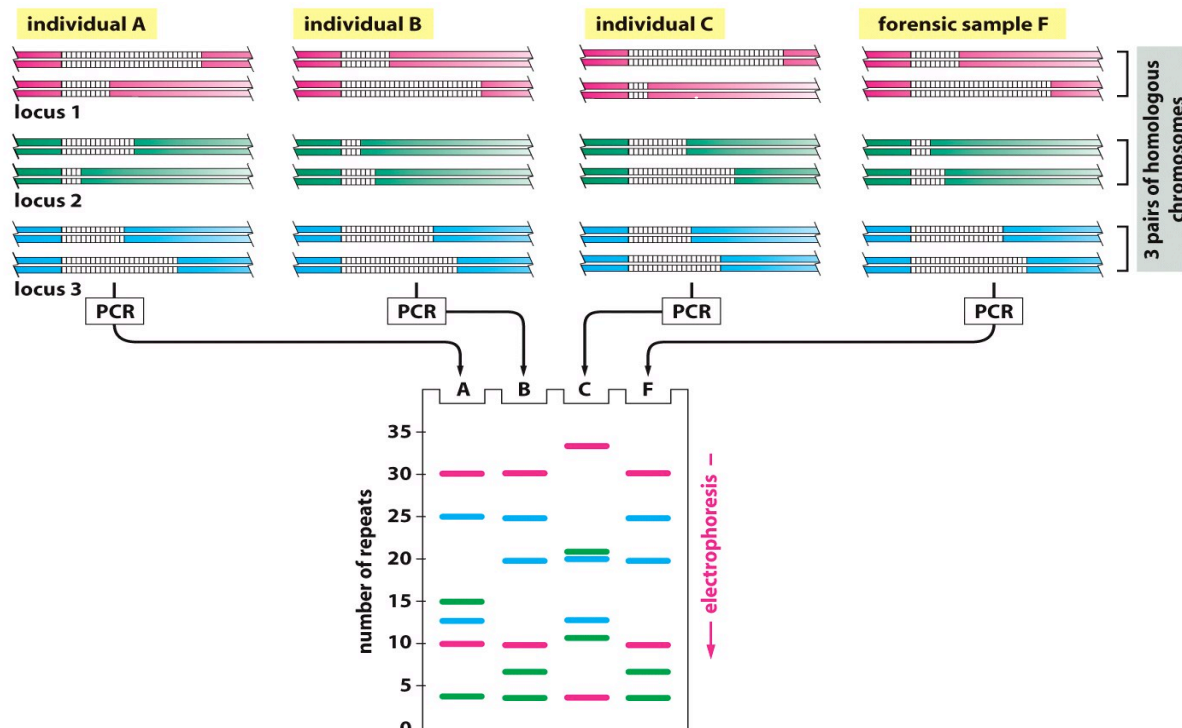 individual A
individual B
individual C
forensic sample F
locus 1
locus 2
locus 3
3 pairs of homologous
chromosomes
PCR
PCR
PCR
PCR
A
B
C
F
number of repeats
35
30
25
20
15
10
5
0
– electrophoresis